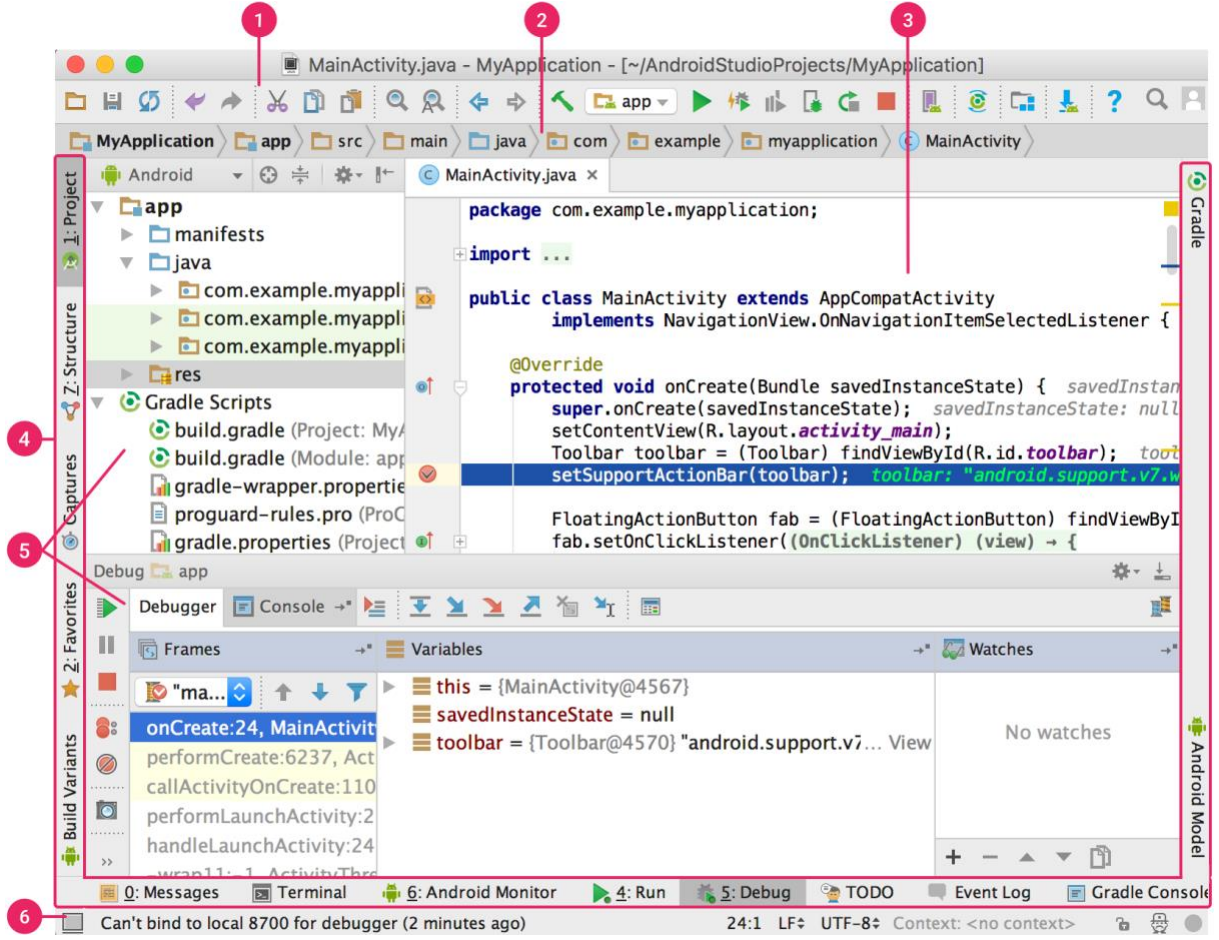 1
2
3
MainActivity.java - MyApplication - [~/AndroidStudioProjects/MyApplication]
app
?
MyApplication app src main java com example myapplication C MainActivity
1: Project
Android
C MainActivity.java ×
Gradle
app
manifests
java
com.example.myappli
com.example.myappli
com.example.myappli
res
Gradle Scripts
build.gradle (Project: MyA
build.gradle (Module: app
gradle-wrapper.propertie
proguard-rules.pro (ProC
gradle.properties (Project
package com.example.myapplication;
import ...
public class MainActivity extends AppCompatActivity
implements NavigationView.OnNavigationItemSelectedListener {
@Override
protected void onCreate(Bundle savedInstanceState) { savedInstan
super.onCreate(savedInstanceState); savedInstanceState: null
setContentView(R.layout.activity_main);
Toolbar toolbar = (Toolbar) findViewById(R.id.toolbar); tool
setSupportActionBar(toolbar); toolbar: "android.support.v7.w
FloatingActionButton fab = (FloatingActionButton) findViewByI
fab.setOnClickListener((OnClickListener) (view) → {
Z: Structure
4
Captures
5
2: Favorites
Build Variants
Debug app
Debugger Console
Frames
Variables
Watches
"ma...
onCreate:24, MainActivit
performCreate:6237, Act
callActivityOnCreate:110
performLaunchActivity:2
handleLaunchActivity:24
-wrap11:-1, ActivityThre
this = {MainActivity@4567}
savedInstanceState = null
toolbar = {Toolbar@4570} "android.support.v7... View
No watches
Android Model
0: Messages Terminal 6: Android Monitor 4: Run 5: Debug TODO Event Log Gradle Console
6
Can't bind to local 8700 for debugger (2 minutes ago)
24:1 LF UTF-8 Context: <no context>